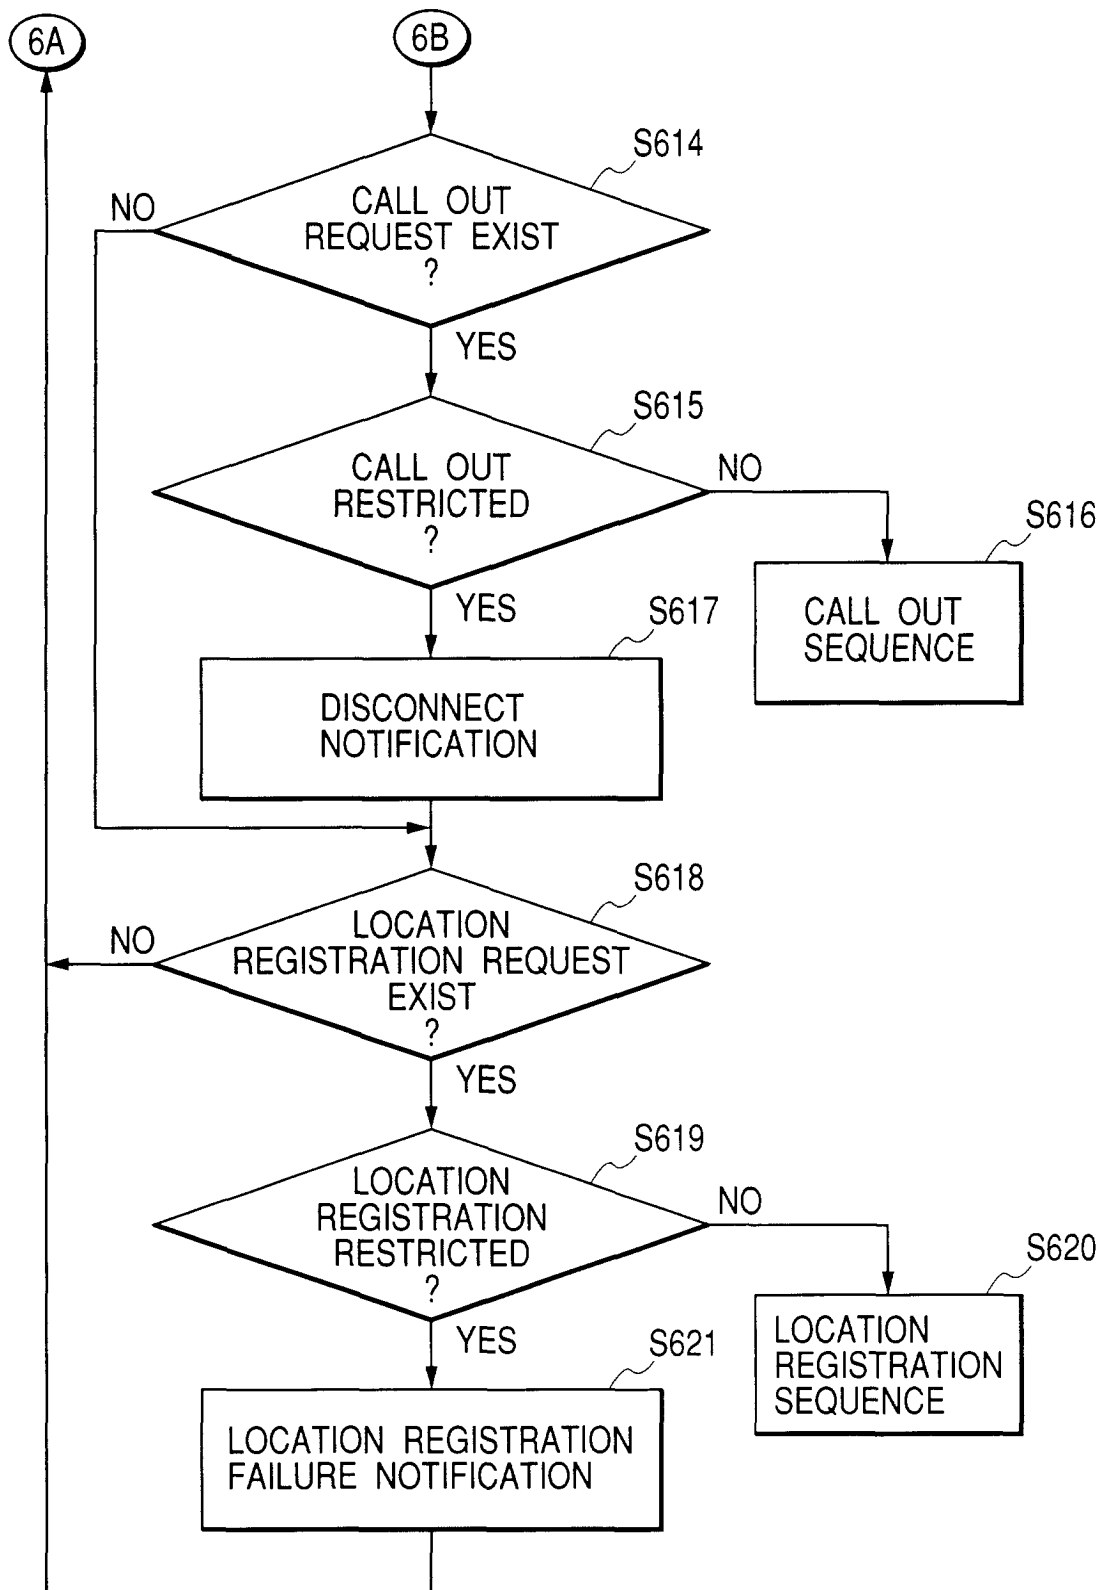 6A
6B
S614
NO
CALL OUT
REQUEST EXIST
?
YES
S615
CALL OUT
RESTRICTED
?
NO
S616
CALL OUT
SEQUENCE
YES
S617
DISCONNECT
NOTIFICATION
S618
NO
LOCATION
REGISTRATION REQUEST
EXIST
?
YES
S619
LOCATION
REGISTRATION
RESTRICTED
?
NO
S620
LOCATION
REGISTRATION
SEQUENCE
YES
S621
LOCATION REGISTRATION
FAILURE NOTIFICATION